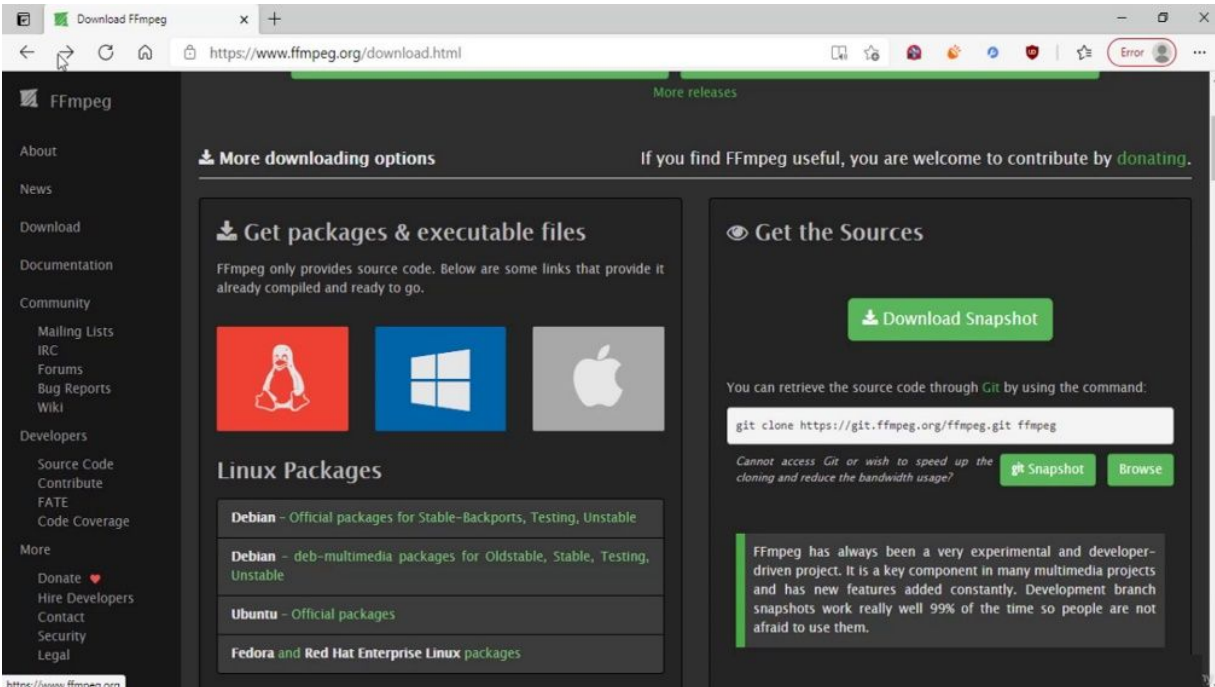 Download FFmpeg
https://www.ffmpeg.org/download.html
Error
FFmpeg
About
News
Download
Documentation
Community
Mailing Lists
IRC
Forums
Bug Reports
Wiki
Developers
Source Code
Contribute
FATE
Code Coverage
More
Donate
Hire Developers
Contact
Security
Legal
https://www.ffmpeg.org
More releases
More downloading options
If you find FFmpeg useful, you are welcome to contribute by donating.
Get packages & executable files
FFmpeg only provides source code. Below are some links that provide it
already compiled and ready to go.
Linux Packages
Debian – Official packages for Stable-Backports, Testing, Unstable
Debian – deb-multimedia packages for Oldstable, Stable, Testing,
Unstable
Ubuntu – Official packages
Fedora and Red Hat Enterprise Linux packages
Get the Sources
Download Snapshot
You can retrieve the source code through Git by using the command:
git clone https://git.ffmpeg.org/ffmpeg.git ffmpeg
Cannot access Git or wish to speed up the
cloning and reduce the bandwidth usage?
git Snapshot
Browse
FFmpeg has always been a very experimental and developer-
driven project. It is a key component in many multimedia projects
and has new features added constantly. Development branch
snapshots work really well 99% of the time so people are not
afraid to use them.